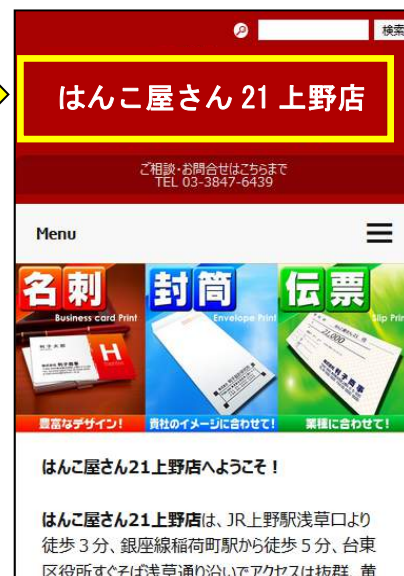 検索
はんこ屋さん 21 上野店
ご相談・お問合せはこちらまで
TEL 03-3847-6439
Menu
名刺 封筒 伝票
Business card Print Envelope Print Slip Print
豊富なデザイン! 貴社のイメージに合わせて! 業種に合わせて!
はんこ屋さん21上野店へようこそ！
はんこ屋さん21上野店は、JR上野駅浅草口より
徒歩３分、銀座線稲荷町駅から徒歩５分、台東
区役所すぐそば浅草通り沿いでアクセスは抜群。黄